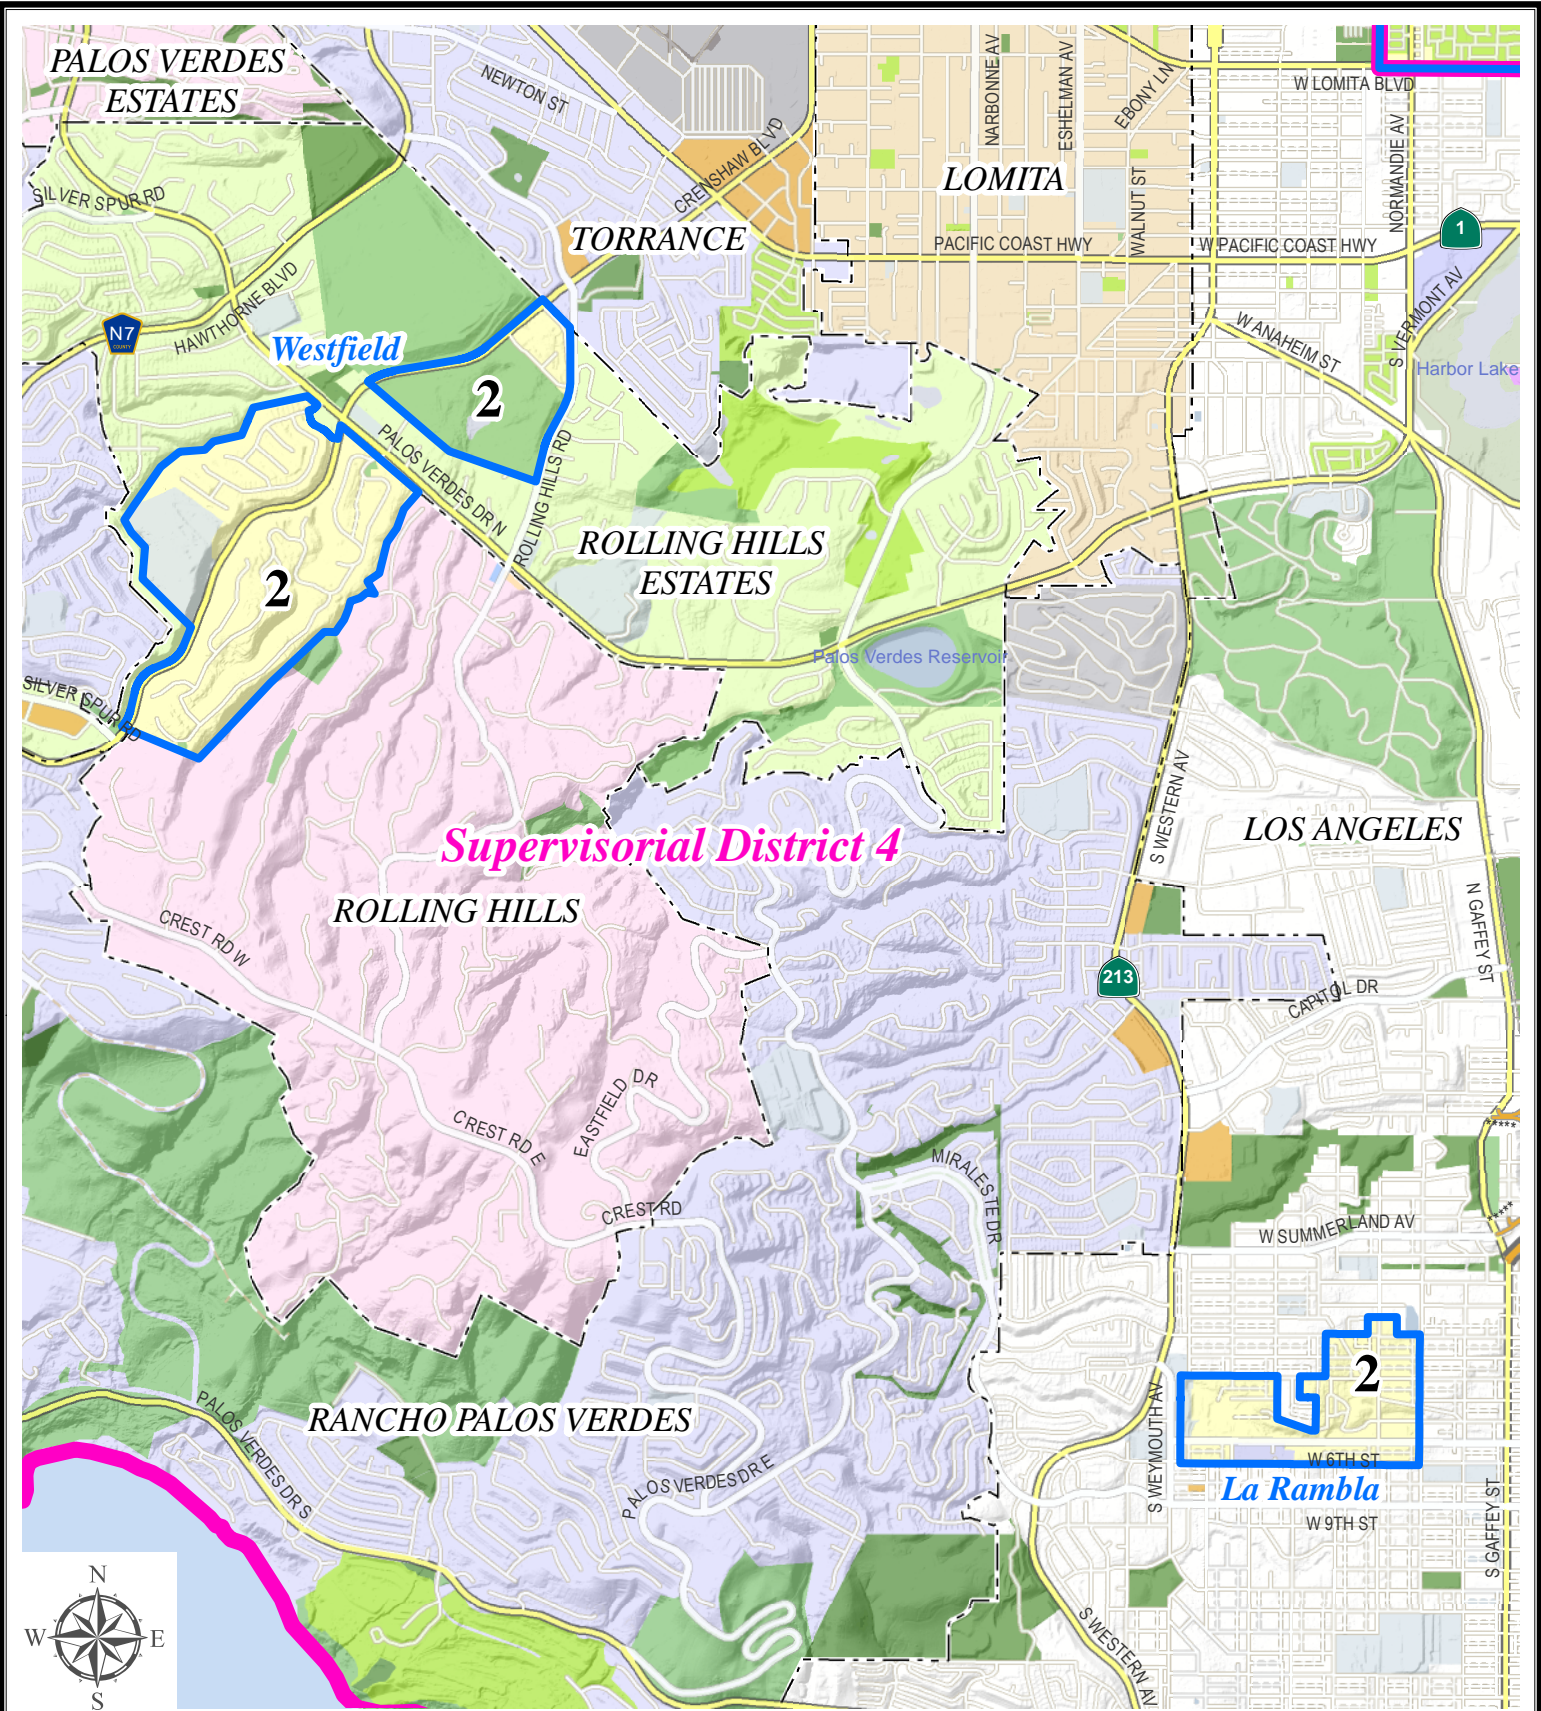 PALOS VERDES
ESTATES
NEWTON ST
NARBONNE AV
ESHELMAN AV
EBONY LN
W LOMITA BLVD
CRENSHAW BLVD
LOMITA
WALNUT ST
NORMANDIE AV
SILVER SPUR RD
TORRANCE
PACIFIC COAST HWY
W PACIFIC COAST HWY
1
HAWTHORNE BLVD
N7
COUNTY
Westfield
W ANAHEIM ST
S VERMONT AV
Harbor Lake
2
PALOS VERDES DR N
ROLLING HILLS RD
ROLLING HILLS
ESTATES
2
Palos Verdes Reservoir
SILVER SPUR RD
S WESTERN AV
Supervisorial District 4
LOS ANGELES
ROLLING HILLS
CREST RD W
N GAFFEY ST
213
CAPITOL DR
EASTFIELD DR
CREST RD E
MIRALESTE DR
CREST RD
W SUMMERLAND AV
2
PALOS VERDES DR S
RANCHO PALOS VERDES
S WEYMOUTH AV
W 6TH ST
PALOS VERDES DR E
La Rambla
W 9TH ST
S GAFFEY ST
S WESTERN AV
N
W
E
S